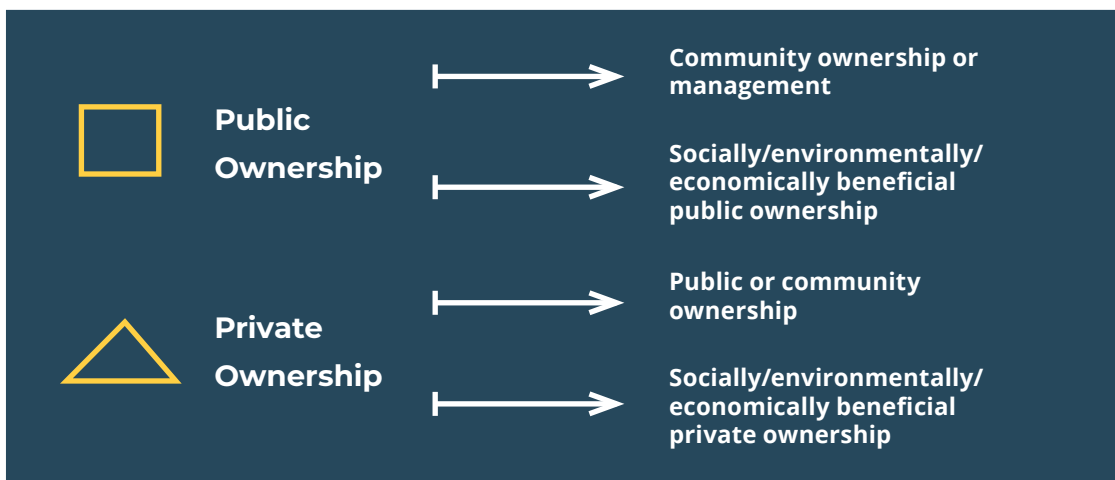 Public
Ownership
Community ownership or
management
Socially/environmentally/
economically beneficial
public ownership
Private
Ownership
Public or community
ownership
Socially/environmentally/
economically beneficial
private ownership